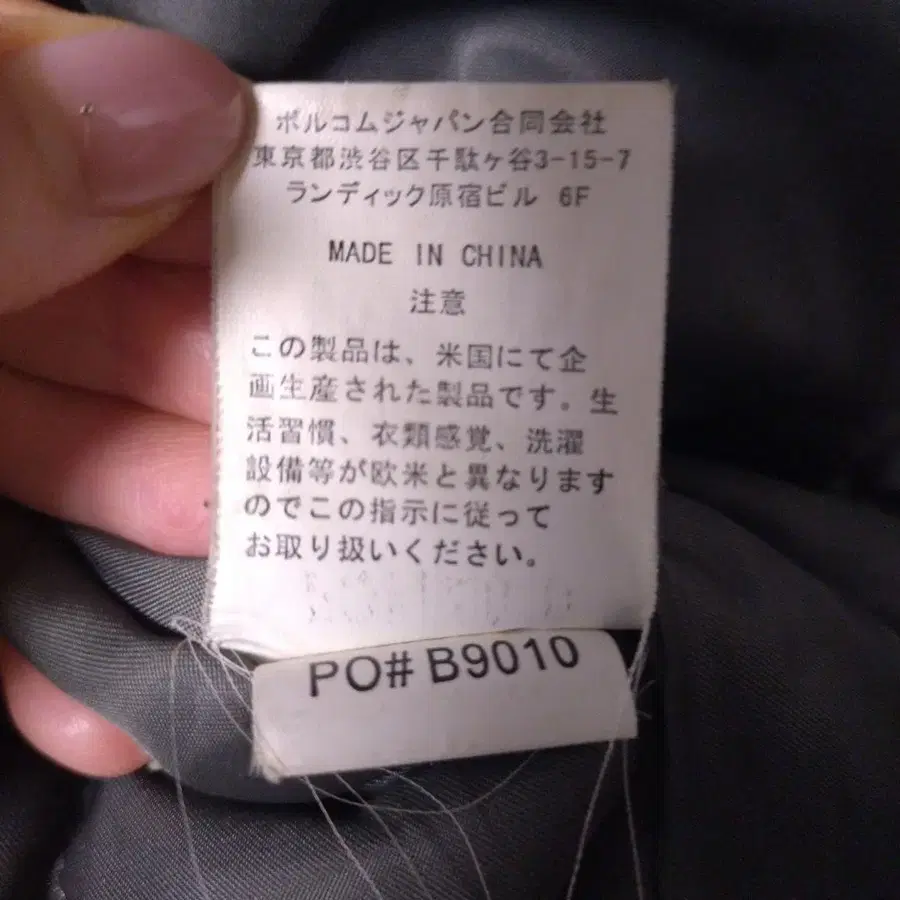 ボルコムジャパン合同会社
東京都渋谷区千駄ヶ谷3-15-7
ランディック原宿ビル 6F
MADE IN CHINA
注意
この製品は、米国にて企
画生産された製品です。生
活習慣、衣類感覚、洗濯
設備等が欧米と異なります
のでこの指示に従って
お取り扱いください。
PO# B9010